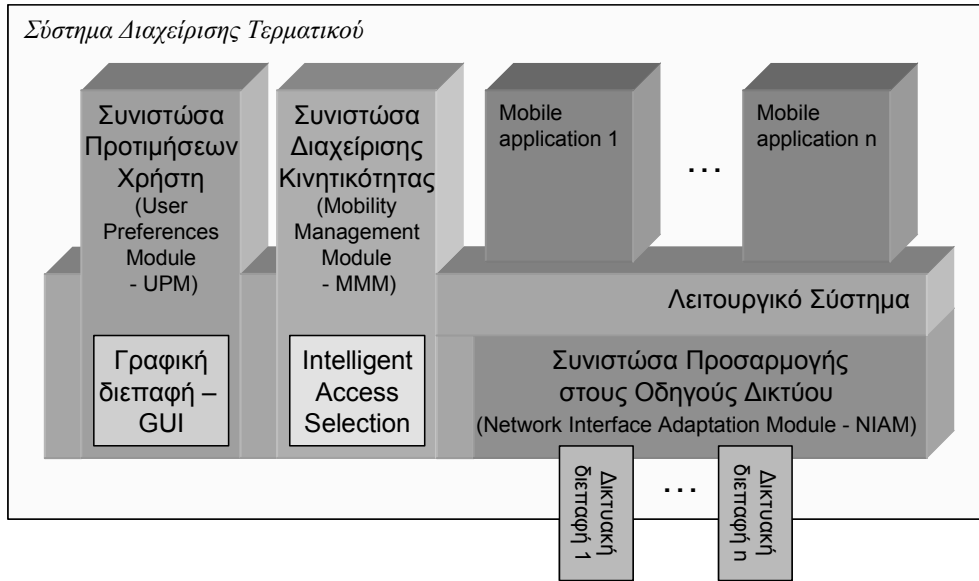 Σύστημα Διαχείρισης Τερματικού
Συνιστώσα
Προτιμήσεων
Χρήστη
(User
Preferences
Module
- UPM)
Γραφική
διεπαφή –
GUI
Συνιστώσα
Διαχείρισης
Κινητικότητας
(Mobility
Management
Module
- MMM)
Intelligent
Access
Selection
Mobile
application 1
...
Mobile
application n
Λειτουργικό Σύστημα
Συνιστώσα Προσαρμογής
στους Οδηγούς Δικτύου
(Network Interface Adaptation Module - NIAM)
Δικτυακή
διεπαφή 1
...
Δικτυακή
διεπαφή n